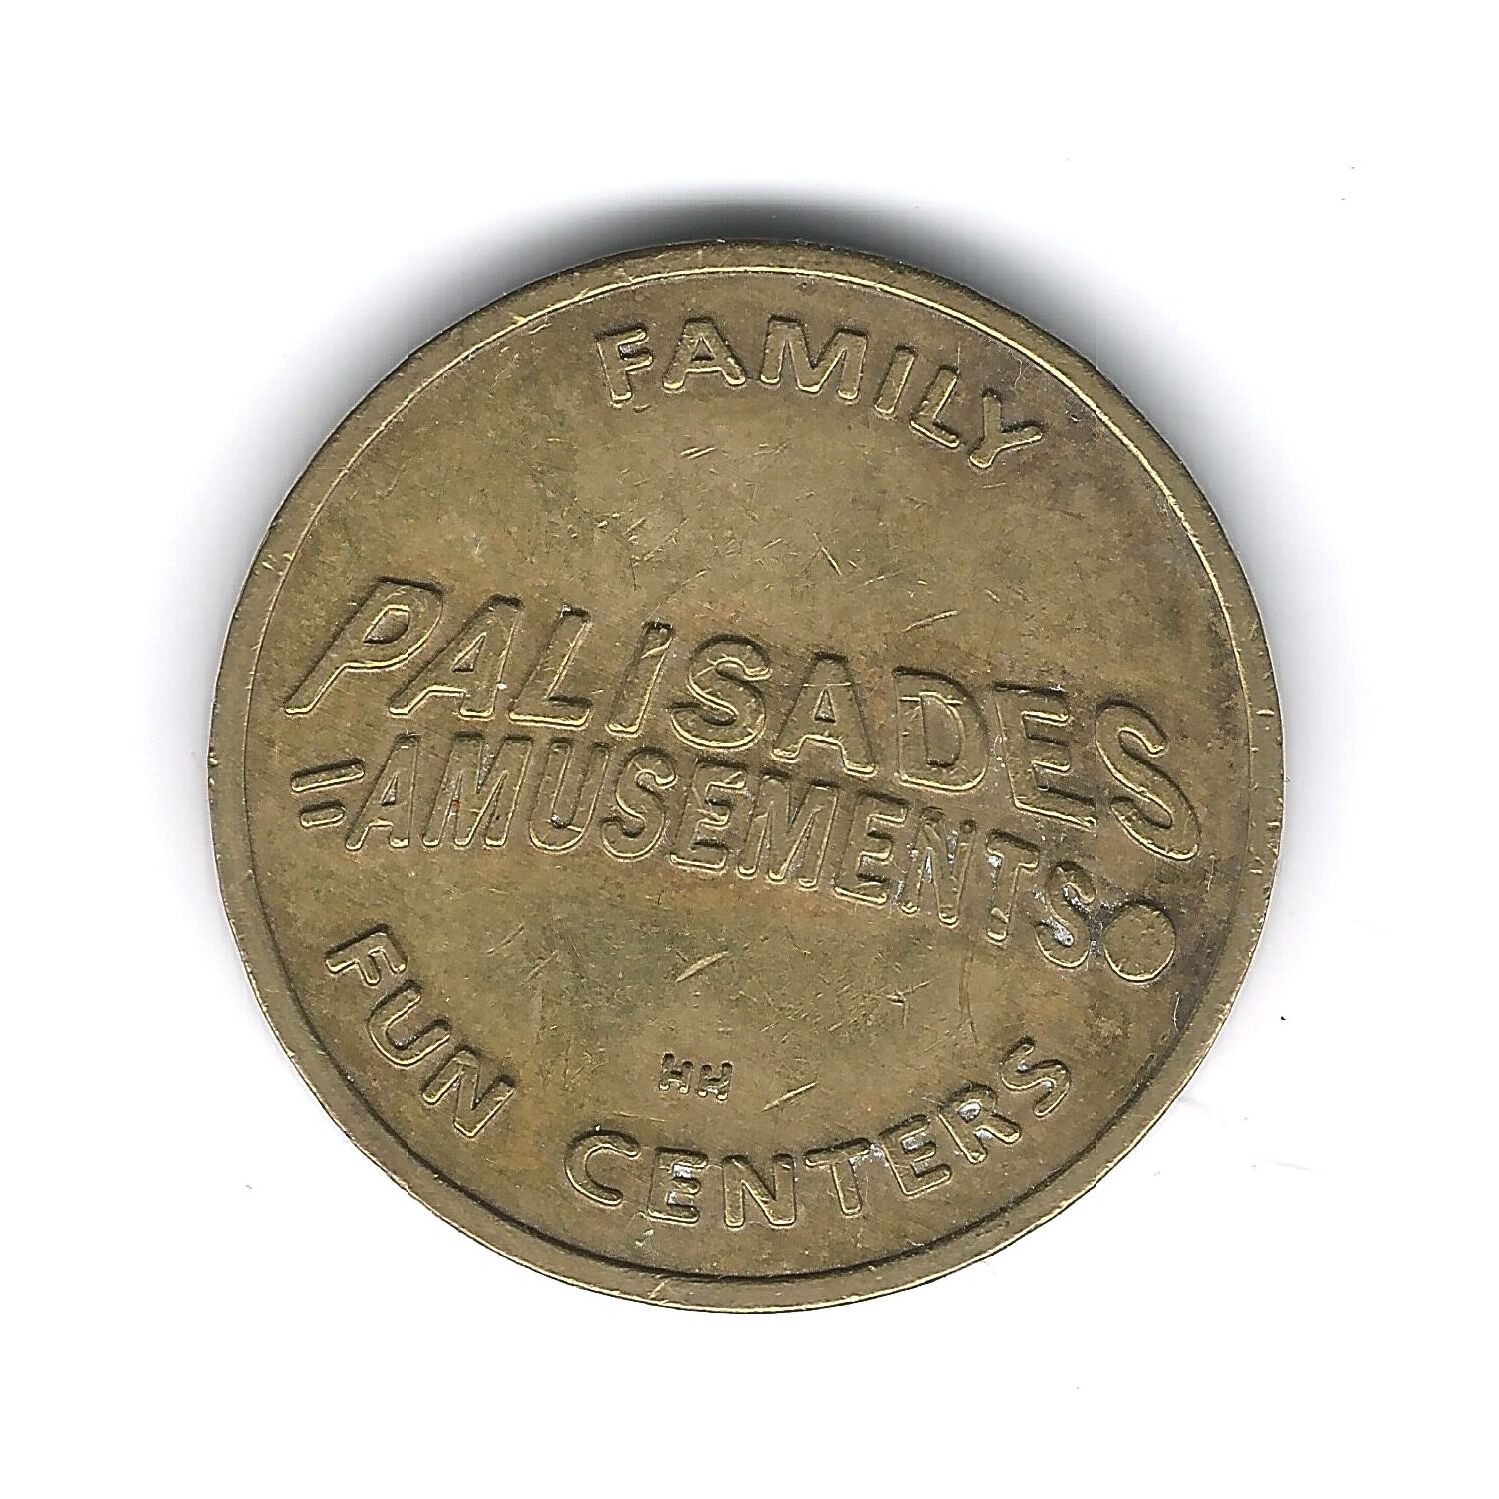 FAMILY
PALISADES
AMUSEMENTS
HH
FUN CENTERS